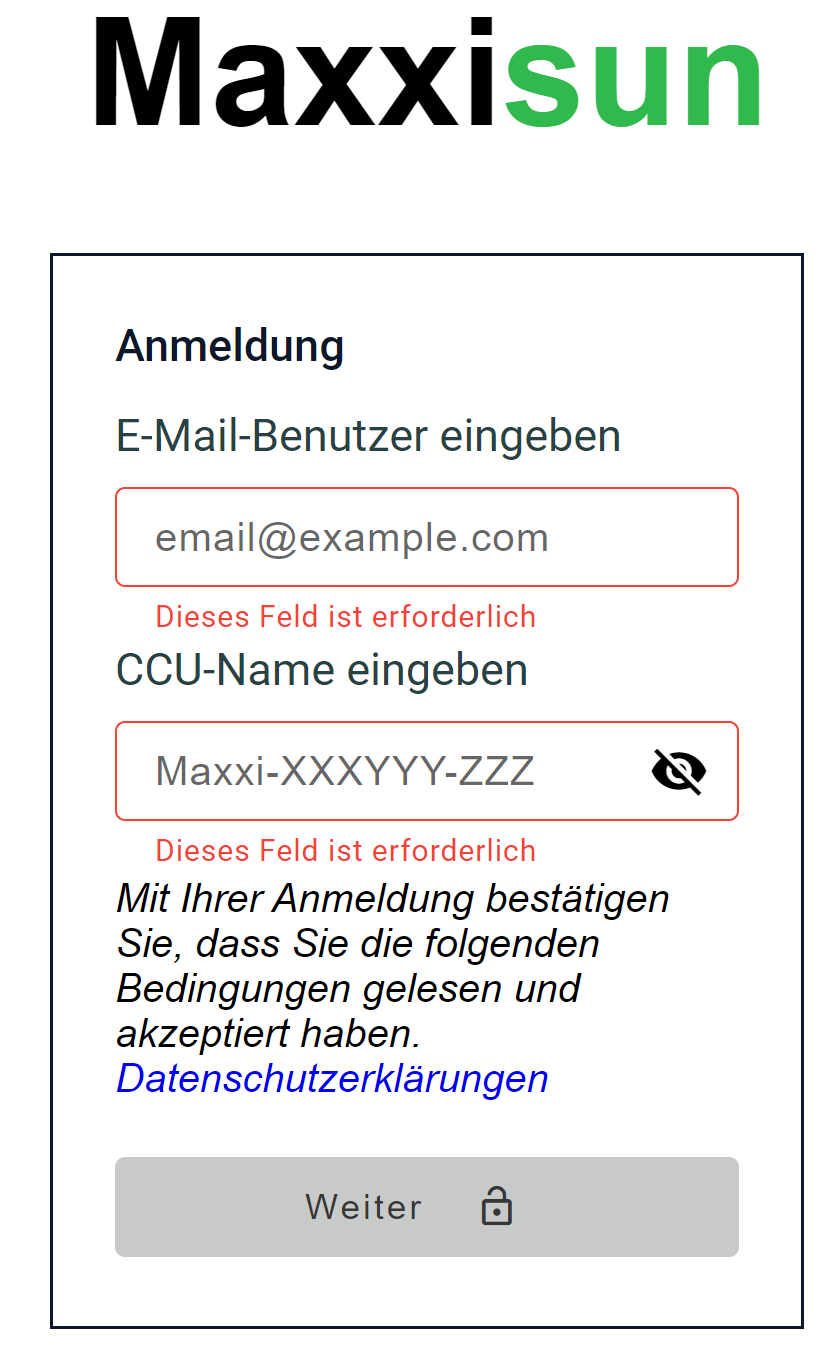 Maxxisun
Anmeldung
E-Mail-Benutzer eingeben
email@example.com
Dieses Feld ist erforderlich
CCU-Name eingeben
Maxxi-XXXYYY-ZZZ
Dieses Feld ist erforderlich
Mit Ihrer Anmeldung bestätigen
Sie, dass Sie die folgenden
Bedingungen gelesen und
akzeptiert haben.
Datenschutzerklärungen
Weiter